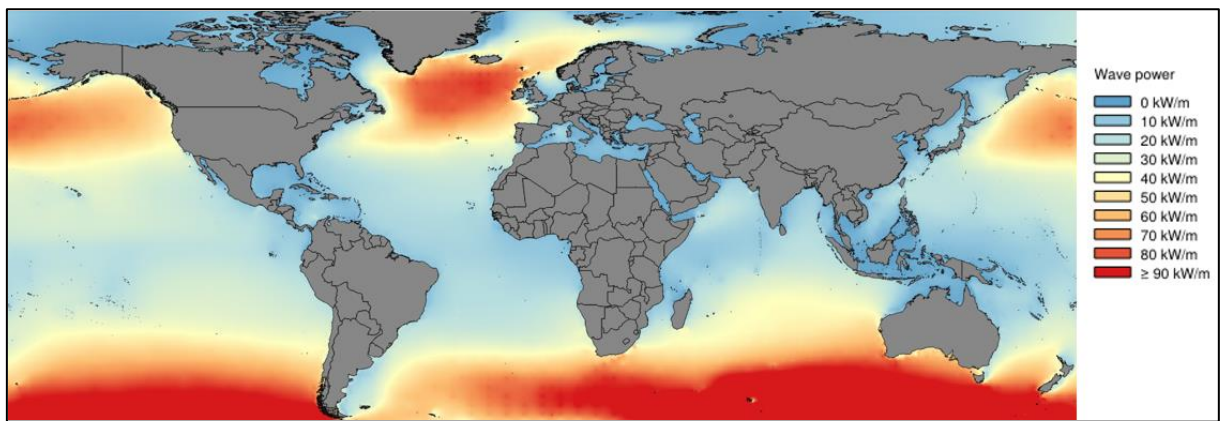 Wave power
0 kW/m
10 kW/m
20 kW/m
30 kW/m
40 kW/m
50 kW/m
60 kW/m
70 kW/m
80 kW/m
≥ 90 kW/m